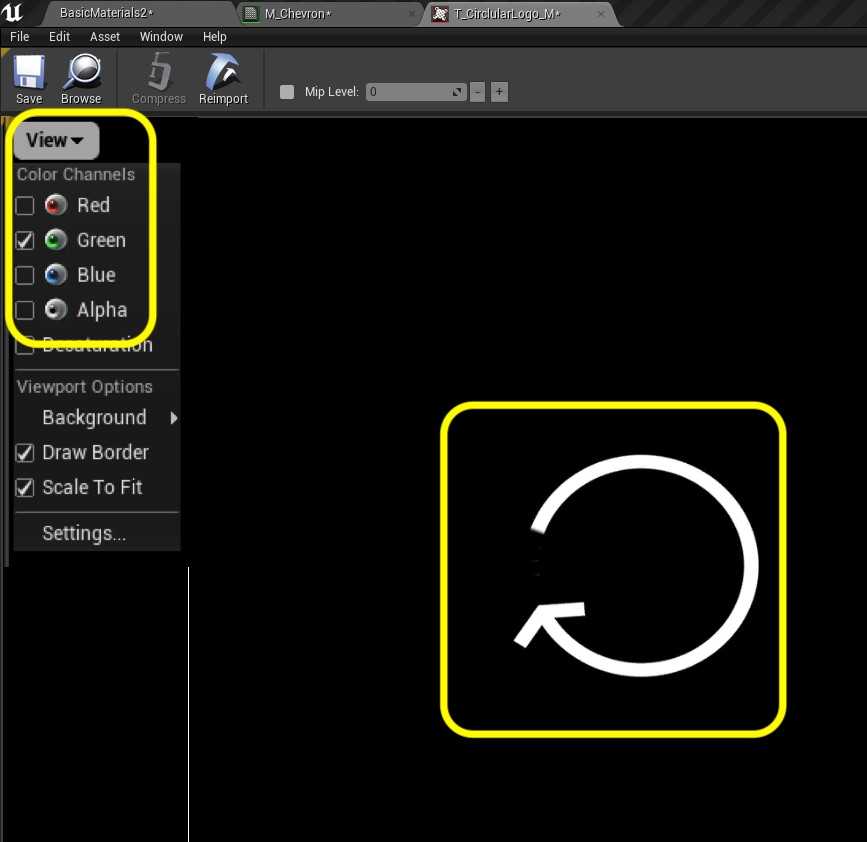 BasicMaterials2*
M_Chevron*
T_CirclularLogo_M*
File Edit Asset Window Help
Save Browse Compress Reimport Mip Level: 0 - +
View
Color Channels
Red
Green
Blue
Alpha
Desaturation
Viewport Options
Background
Draw Border
Scale To Fit
Settings...